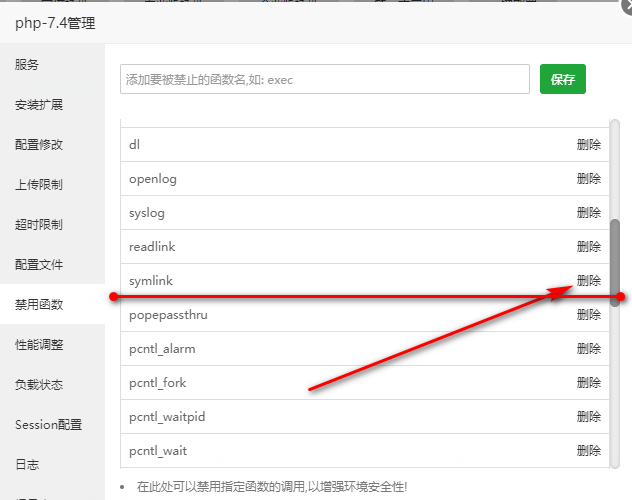 php-7.4管理
服务
安装扩展
配置修改
上传限制
超时限制
配置文件
禁用函数
性能调整
负载状态
Session配置
日志
添加要被禁止的函数名,如: exec
保存
dl 删除
openlog 删除
syslog 删除
readlink 删除
symlink 删除
popepassthru 删除
pcntl_alarm 删除
pcntl_fork 删除
pcntl_waitpid 删除
pcntl_wait 删除
在此处可以禁用指定函数的调用,以增强环境安全性!